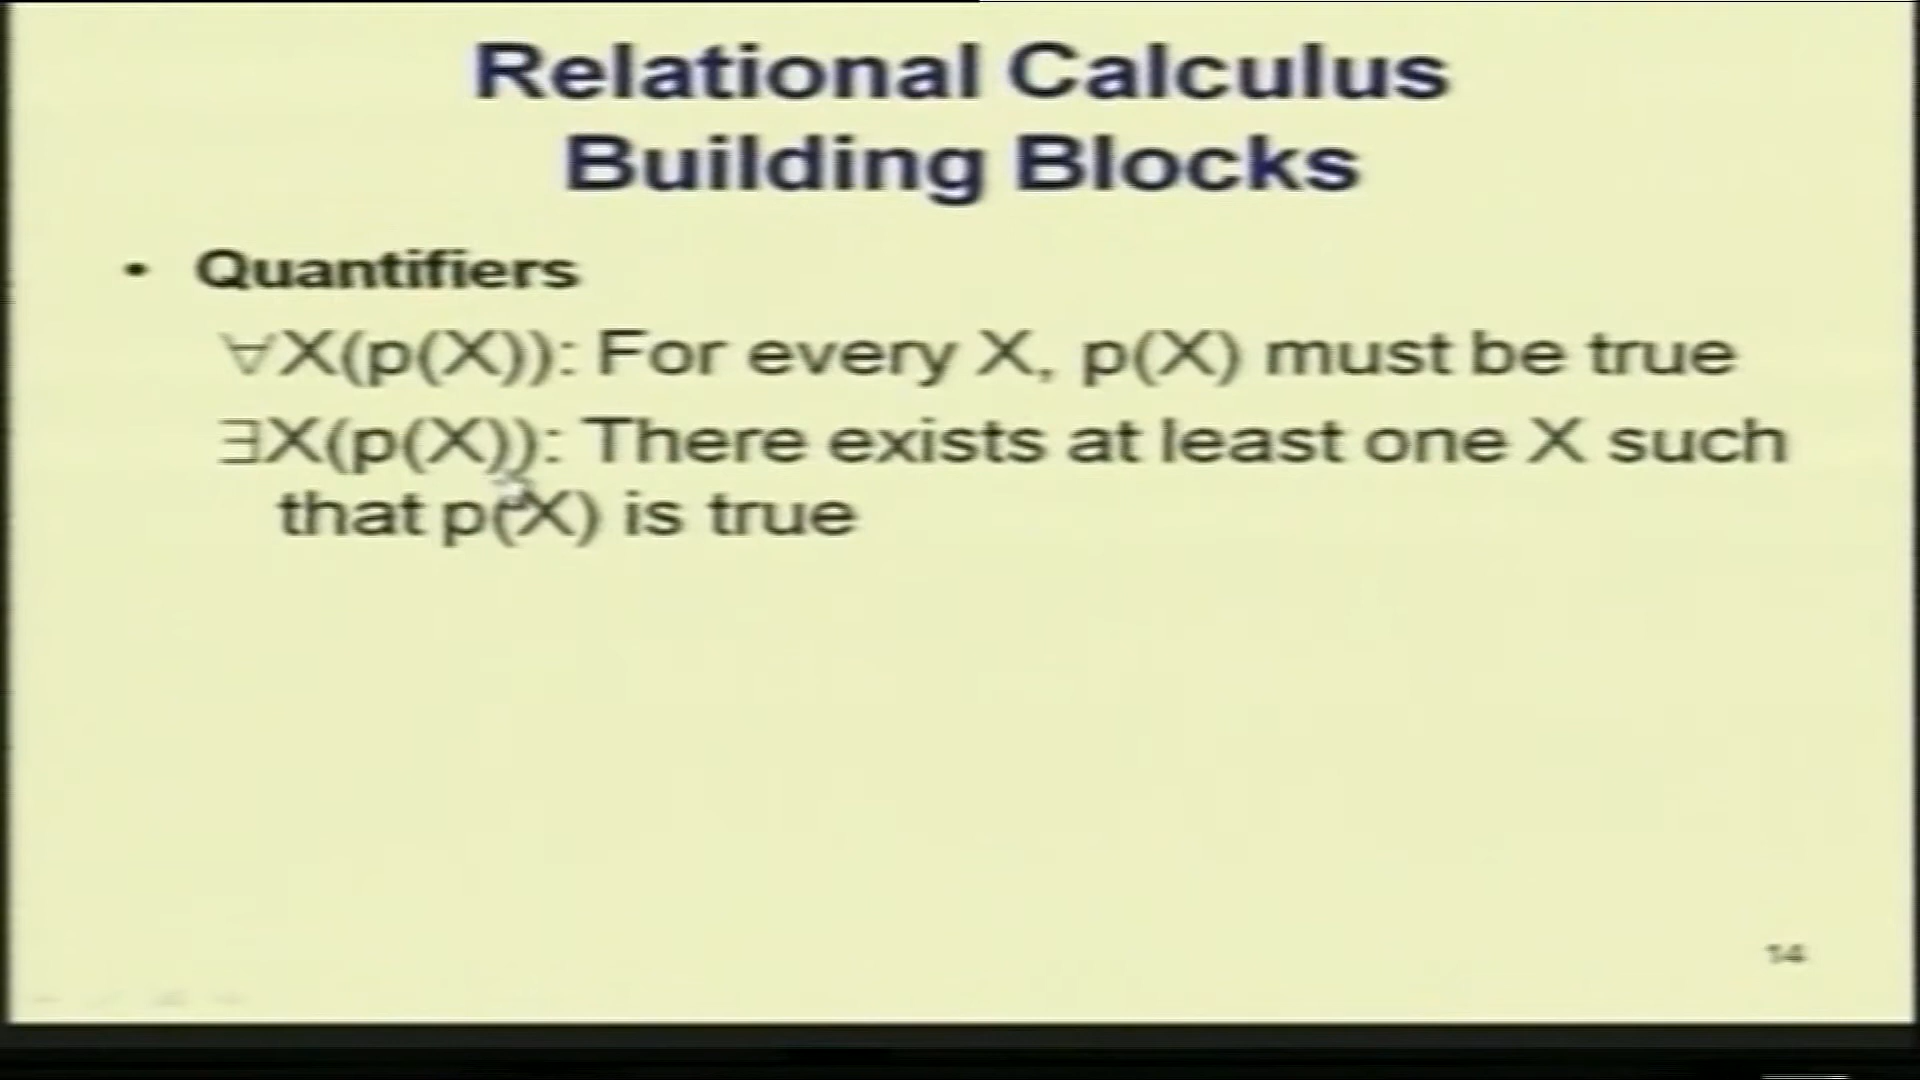 Relational Calculus
Building Blocks
• Quantifiers
∀X(p(X)): For every X, p(X) must be true
∃X(p(X)): There exists at least one X such
that p(X) is true
14